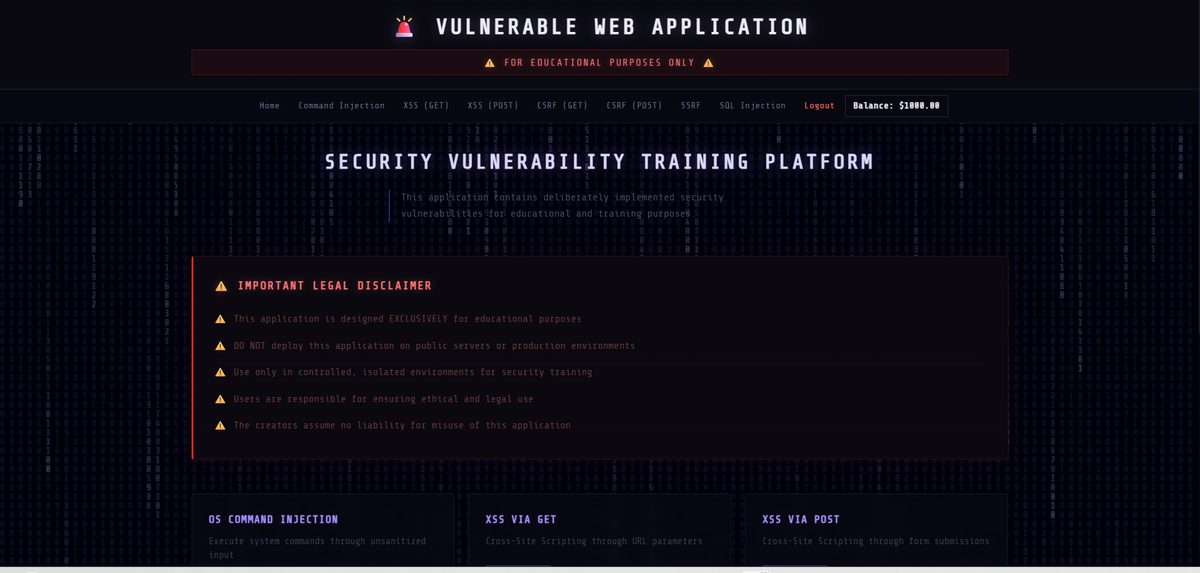 VULNERABLE WEB APPLICATION
FOR EDUCATIONAL PURPOSES ONLY
Home Command Injection XSS (GET) XSS (POST) CSRF (GET) CSRF (POST) SSRF SQL Injection Logout Balance: $1000.00
SECURITY VULNERABILITY TRAINING PLATFORM
This application contains deliberately implemented security
vulnerabilities for educational and training purposes.
IMPORTANT LEGAL DISCLAIMER
This application is designed EXCLUSIVELY for educational purposes
DO NOT deploy this application on public servers or production environments
Use only in controlled, isolated environments for security training
Users are responsible for ensuring ethical and legal use
The creators assume no liability for misuse of this application
OS COMMAND INJECTION
Execute system commands through unsanitized
input
XSS VIA GET
Cross-Site Scripting through URL parameters
XSS VIA POST
Cross-Site Scripting through form submissions